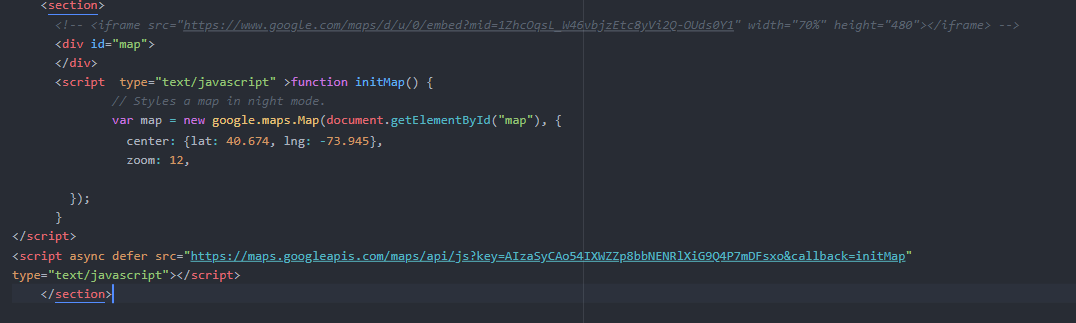 <section>
<!-- <iframe src="https://www.google.com/maps/d/u/0/embed?mid=1ZhcOqsL_W46vbjzEtc8yVi2Q-OUds0Y1" width="70%" height="480"></iframe> -->
<div id="map">
</div>
<script  type="text/javascript" >function initMap() {
// Styles a map in night mode.
var map = new google.maps.Map(document.getElementById("map"), {
center: {lat: 40.674, lng: -73.945},
zoom: 12,
});
}
</script>
<script async defer src="https://maps.googleapis.com/maps/api/js?key=AIzaSyCAo54IXWZZp8bbNENRlXiG9Q4P7mDFsxo&callback=initMap"
type="text/javascript"></script>
</section>